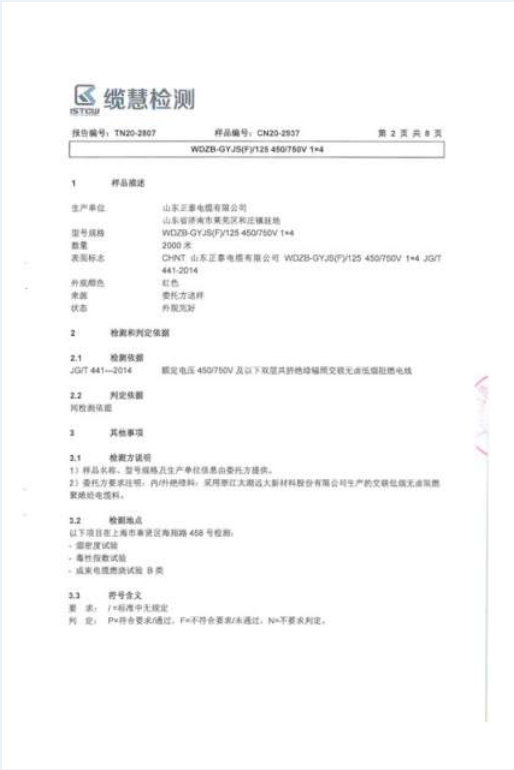 ISTCW 缆慧检测
报告编号：TN20-2807 样品编号：CN20-2937 第 2 页 共 8 页
WDZB-GYJS(F)/125 450/750V 1×4
1 样品描述
生产单位 山东正泰电缆有限公司
山东省济南市莱芜区和庄镇驻地
型号规格 WDZB-GYJS(F)/125 450/750V 1×4
数量 2000 米
表面标志 CHNT 山东正泰电缆有限公司 WDZB-GYJS(F)/125 450/750V 1×4 JG/T
441-2014
外观颜色 红色
来源 委托方送样
状态 外观完好
2 检测和判定依据
2.1 检测依据
JG/T 441—2014 额定电压 450/750V 及以下双层共挤绝缘辐照交联无卤低烟阻燃电线
2.2 判定依据
同检测依据
3 其他事项
3.1 检测方说明
1）样品名称、型号规格及生产单位信息由委托方提供。
2）委托方要求注明：内/外绝缘料：采用浙江太湖远大新材料股份有限公司生产的交联低烟无卤阻燃
聚烯烃电缆料。
3.2 检测地点
以下项目在上海市奉贤区海翔路 458 号检测：
- 烟密度试验
- 毒性指数试验
- 成束电缆燃烧试验 B 类
3.3 符号含义
要 求： / =标准中无规定
判 定： P=符合要求/通过，F=不符合要求/未通过，N=不要求判定。